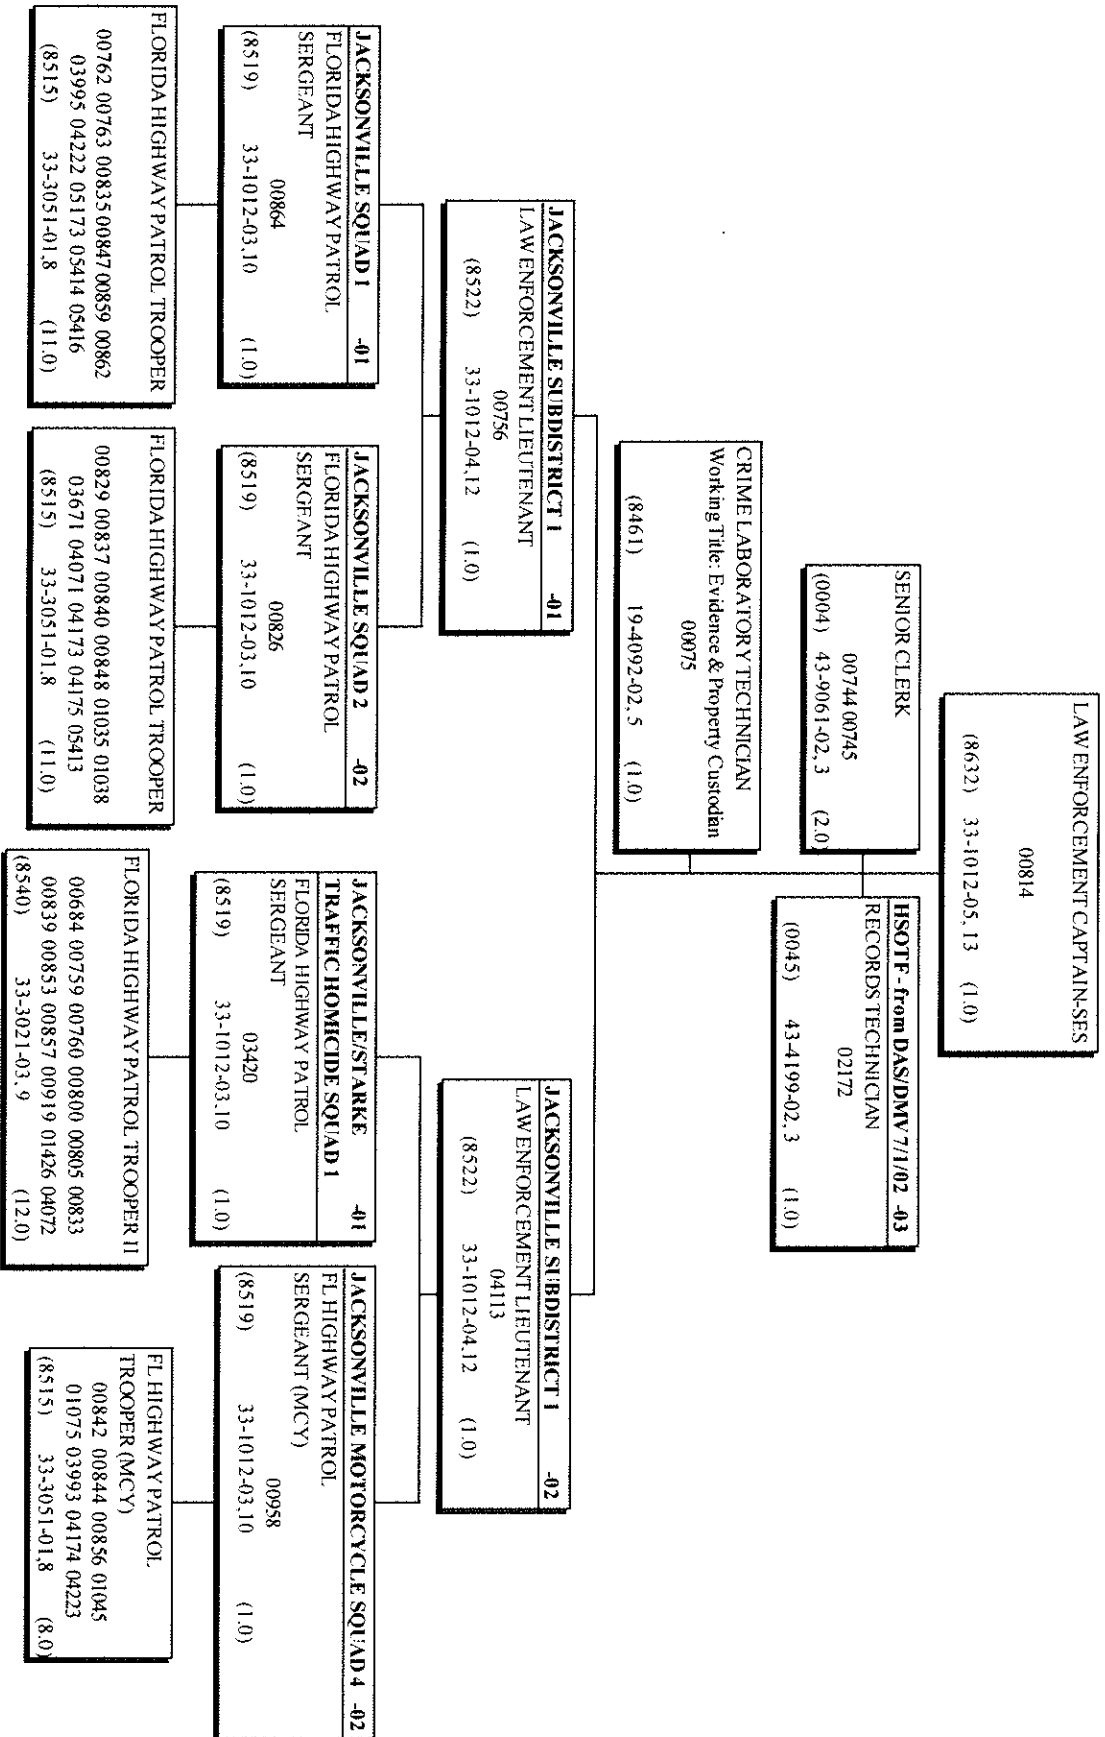 LAW ENFORCEMENT CAPTAIN-SES
00814
(8632) 33-1012-05, 13 (1.0)
SENIOR CLERK
00744 00745
(0004) 43-9061-02, 3 (2.0)
HSOTF - from DAS/DMV 7/1/02 -03
RECORDS TECHNICIAN
02172
(0045) 43-4199-02, 3 (1.0)
CRIME LABORATORY TECHNICIAN
Working Title: Evidence & Property Custodian
00075
(8461) 19-4092-02, 5 (1.0)
JACKSONVILLE SUBDISTRICT 1 -01
LAW ENFORCEMENT LIEUTENANT
00756
(8522) 33-1012-04,12 (1.0)
JACKSONVILLE SUBDISTRICT 1 -02
LAW ENFORCEMENT LIEUTENANT
04113
(8522) 33-1012-04,12 (1.0)
JACKSONVILLE SQUAD 1 -01
FLORIDA HIGHWAY PATROL
SERGEANT
00864
(8519) 33-1012-03,10 (1.0)
JACKSONVILLE SQUAD 2 -02
FLORIDA HIGHWAY PATROL
SERGEANT
00826
(8519) 33-1012-03,10 (1.0)
JACKSONVILLE/STARKE
TRAFFIC HOMICIDE SQUAD 1 -01
FLORIDA HIGHWAY PATROL
SERGEANT
03420
(8519) 33-1012-03,10 (1.0)
JACKSONVILLE MOTORCYCLE SQUAD 4 -02
FL HIGHWAY PATROL
SERGEANT (MCY)
00958
(8519) 33-1012-03,10 (1.0)
FLORIDA HIGHWAY PATROL TROOPER
00762 00763 00835 00847 00859 00862
03995 04222 05173 05414 05416
(8515) 33-3051-01,8 (11.0)
FLORIDA HIGHWAY PATROL TROOPER
00829 00837 00840 00848 01035 01038
03671 04071 04173 04175 05413
(8515) 33-3051-01,8 (11.0)
FLORIDA HIGHWAY PATROL TROOPER II
00684 00759 00760 00800 00805 00833
00839 00853 00857 00919 01426 04072
(8540) 33-3021-03, 9 (12.0)
FL HIGHWAY PATROL
TROOPER (MCY)
00842 00844 00856 01045
01075 03993 04174 04223
(8515) 33-3051-01,8 (8.0)